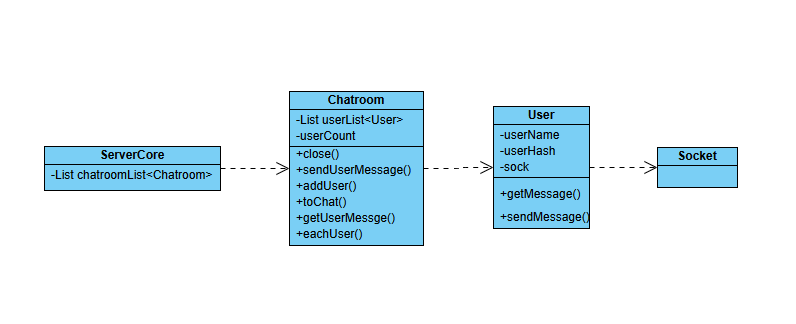 ServerCore
-List chatroomList<Chatroom>
Chatroom
-List userList<User>
-userCount
+close()
+sendUserMessage()
+addUser()
+toChat()
+getUserMessge()
+eachUser()
User
-userName
-userHash
-sock
+getMessage()
+sendMessage()
Socket